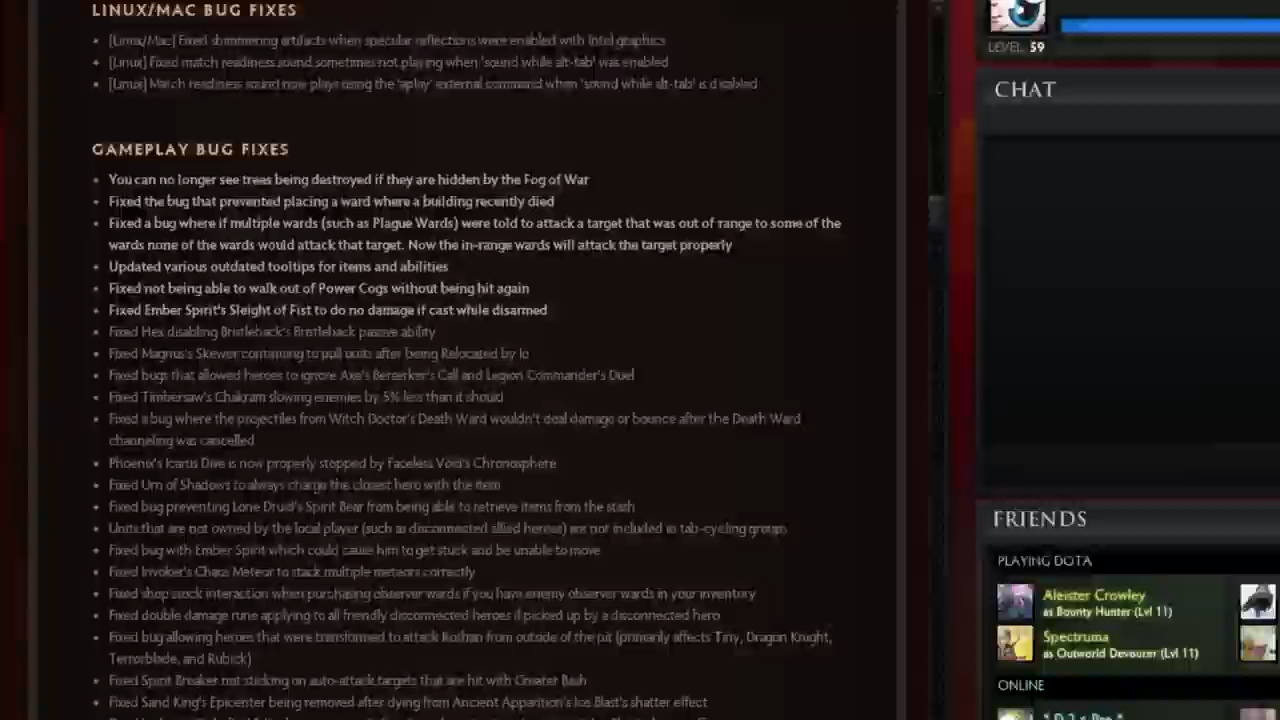 LINUX/MAC BUG FIXES
[Linux/Mac] Fixed shimmering artifacts when specular reflections were enabled with Intel graphics
[Linux] Fixed match readiness sound sometimes not playing when 'sound while alt-tab' was enabled
[Linux] Match readiness sound now plays using the 'aplay' external command when 'sound while alt-tab' is disabled
GAMEPLAY BUG FIXES
You can no longer see trees being destroyed if they are hidden by the Fog of War
Fixed the bug that prevented placing a ward where a building recently died
Fixed a bug where if multiple wards (such as Plague Wards) were told to attack a target that was out of range to some of the
wards none of the wards would attack that target. Now the in-range wards will attack the target properly
Updated various outdated tooltips for items and abilities
Fixed not being able to walk out of Power Cogs without being hit again
Fixed Ember Spirit's Sleight of Fist to do no damage if cast while disarmed
Fixed Hex disabling Bristleback's Bristleback passive ability
Fixed Magnus's Skewer continuing to pull units after being Relocated by Io
Fixed bugs that allowed heroes to ignore Axe's Berserker's Call and Legion Commander's Duel
Fixed Timbersaw's Chakram slowing enemies by 5% less than it should
Fixed a bug where the projectiles from Witch Doctor's Death Ward wouldn't deal damage or bounce after the Death Ward
channeling was cancelled
Phoenix's Icarus Dive is now properly stopped by Faceless Void's Chronosphere
Fixed Urn of Shadows to always charge the closest hero with the item
Fixed bug preventing Lone Druid's Spirit Bear from being able to retrieve items from the stash
Units that are not owned by the local player (such as disconnected allied heroes) are not included in tab-cycling groups
Fixed bug with Ember Spirit which could cause him to get stuck and be unable to move
Fixed Invoker's Chaos Meteor to stack multiple meteors correctly
Fixed shop stock interaction when purchasing observer wards if you have enemy observer wards in your inventory
Fixed double damage rune applying to all friendly disconnected heroes if picked up by a disconnected hero
Fixed bug allowing heroes that were transformed to attack Roshan from outside of the pit (primarily affects Tiny, Dragon Knight,
Terrorblade, and Rubick)
Fixed Spirit Breaker not sticking on auto-attack targets that are hit with Greater Bash
Fixed Sand King's Epicenter being removed after dying from Ancient Apparition's Ice Blast's shatter effect
LEVEL 59
CHAT
FRIENDS
PLAYING DOTA
Aleister Crowley
as Bounty Hunter (Lvl 11)
Spectruma
as Outworld Devourer (Lvl 11)
ONLINE